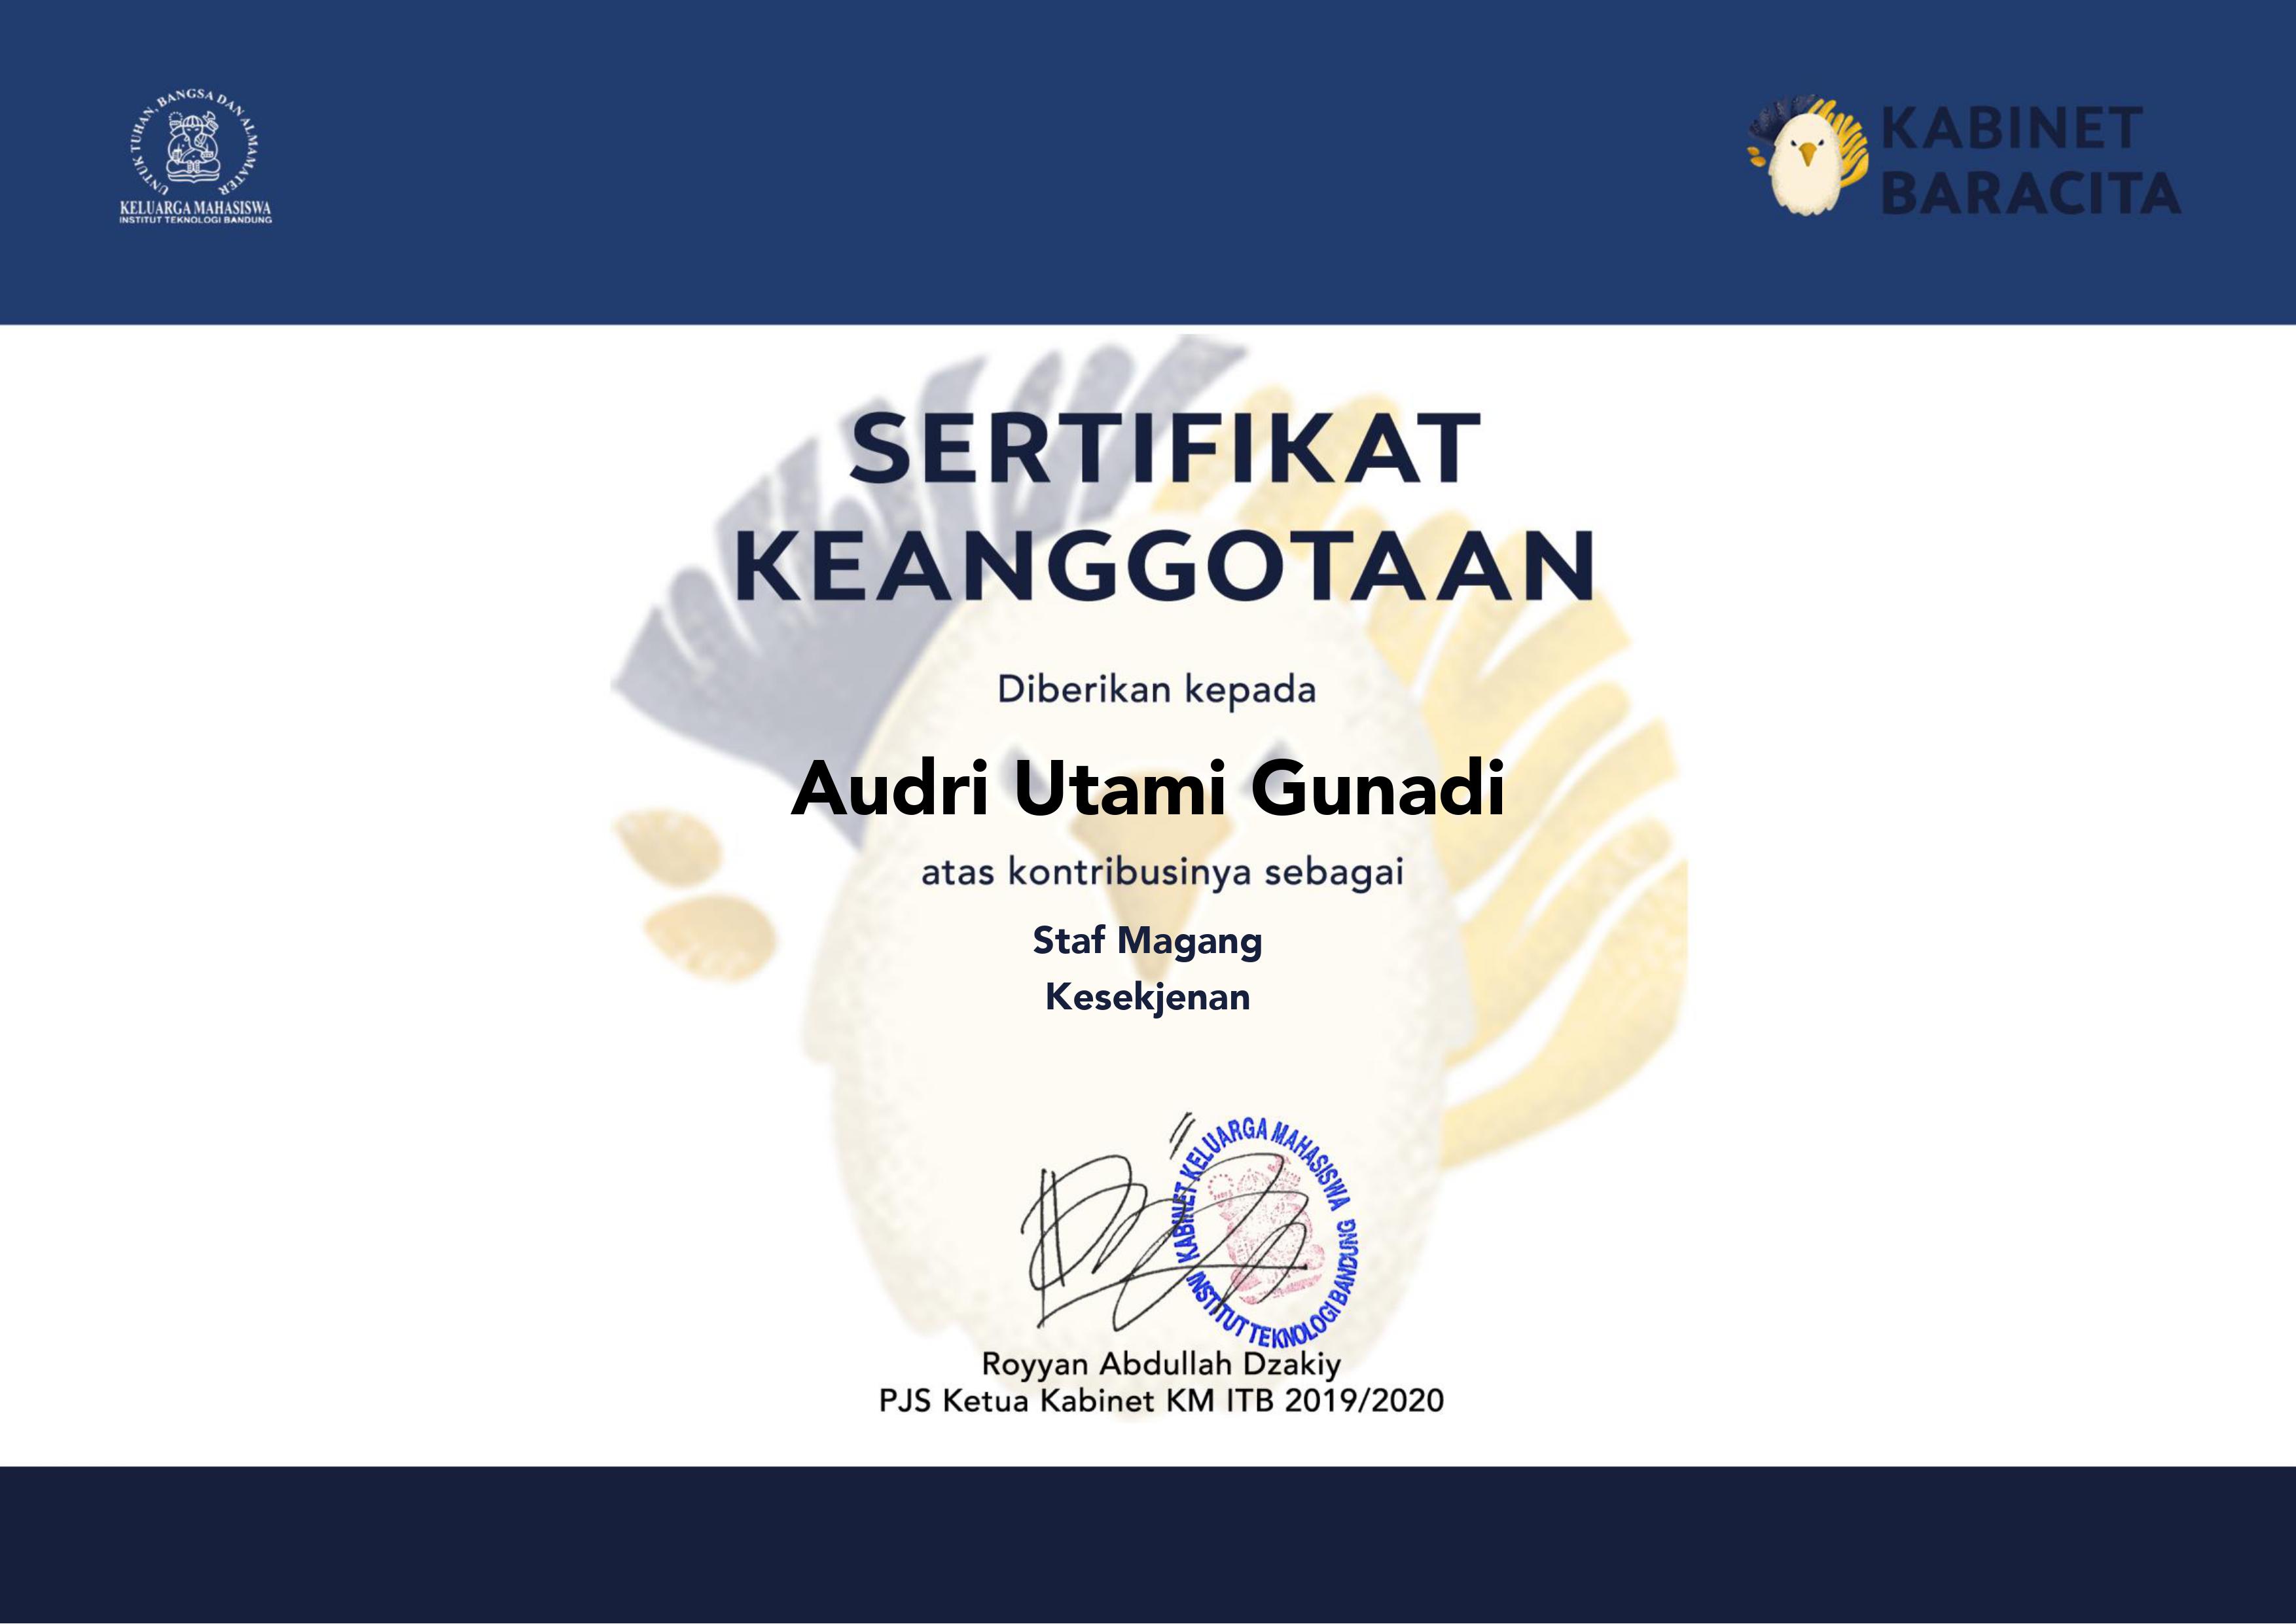 UNTUK TUHAN, BANGSA DAN ALMAMATER
KELUARGA MAHASISWA
INSTITUT TEKNOLOGI BANDUNG
KABINET
BARACITA
SERTIFIKAT
KEANGGOTAAN
Diberikan kepada
Audri Utami Gunadi
atas kontribusinya sebagai
Staf Magang
Kesekjenan
KABINET KELUARGA MAHASISWA
INSTITUT TEKNOLOGI BANDUNG
Royyan Abdullah Dzakiy
PJS Ketua Kabinet KM ITB 2019/2020